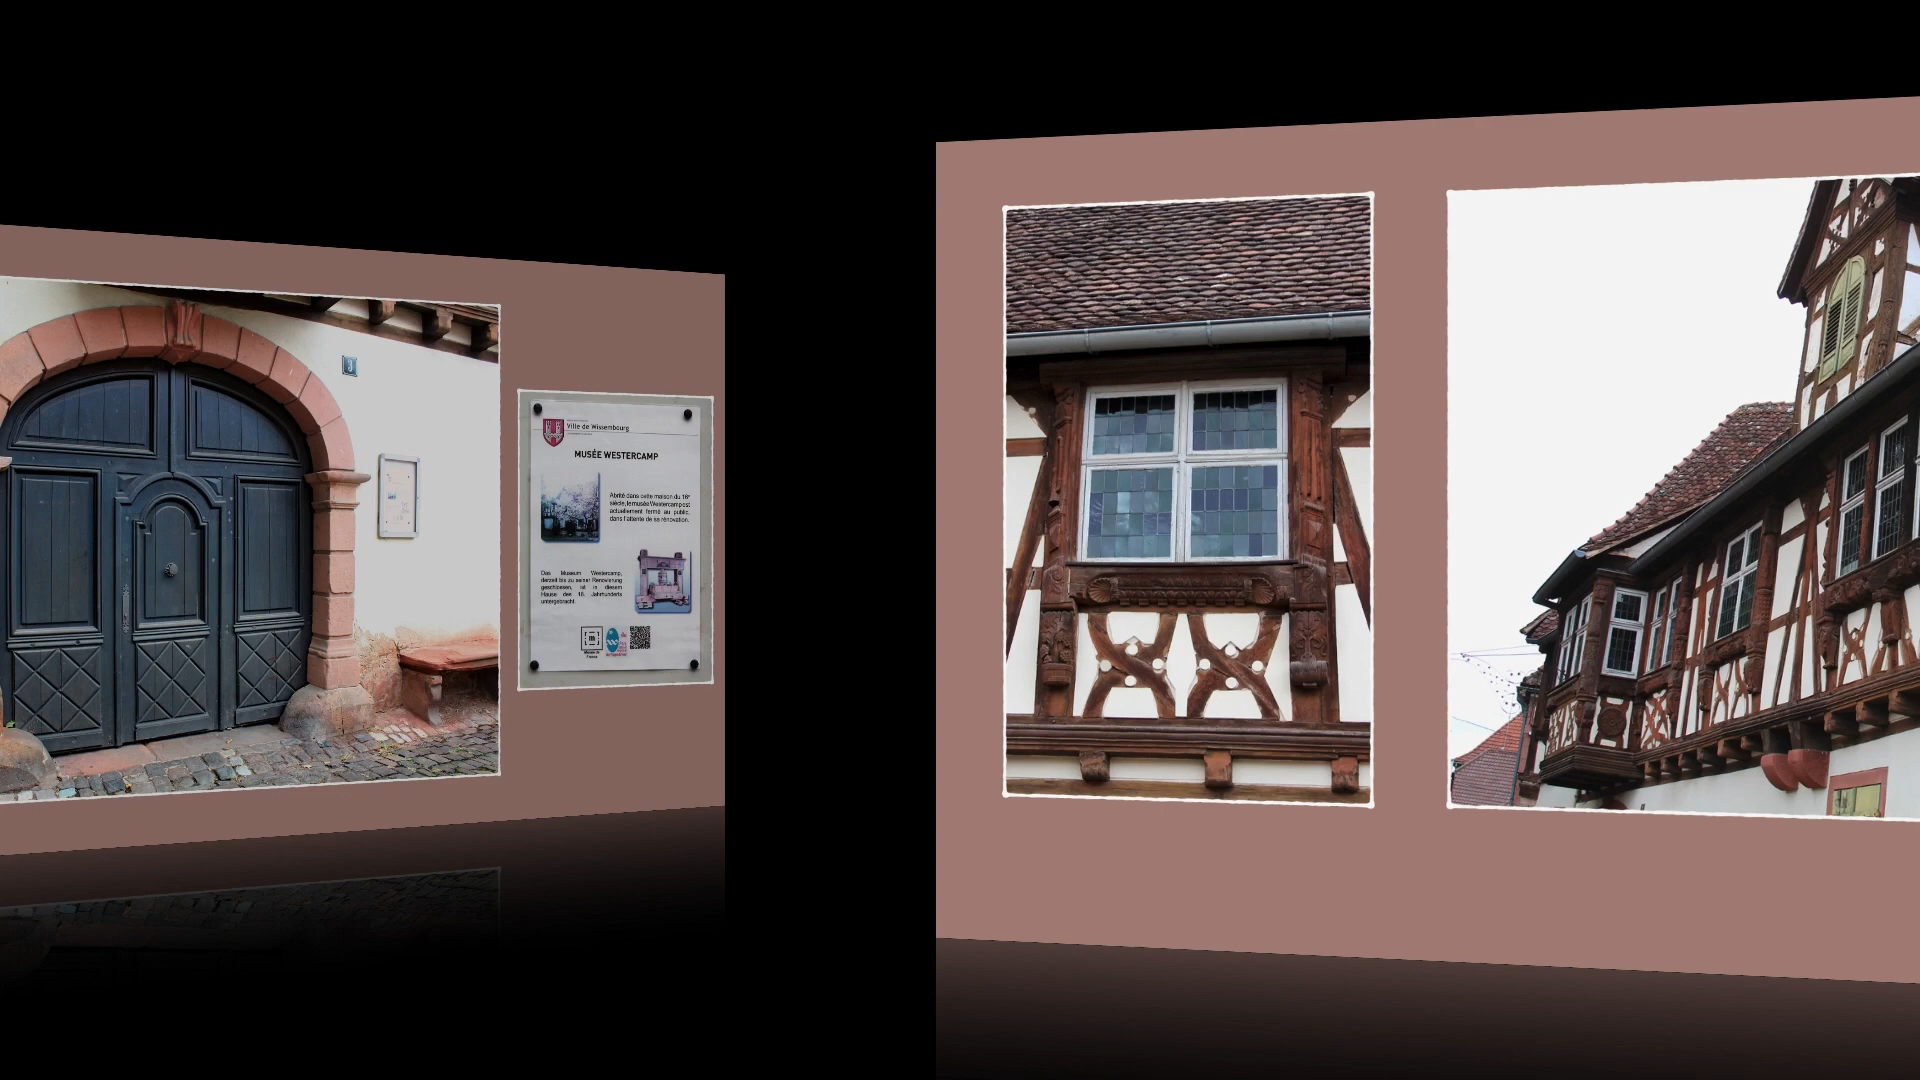 3
Ville de Wissembourg
MUSÉE WESTERCAMP
Abrité dans cette maison du 16e
siècle, le musée Westercamp est
actuellement fermé au public,
dans l'attente de sa rénovation.
Das Museum Westercamp,
derzeit bis zu seiner Renovierung
geschlossen, ist in diesem
Hause des 16. Jahrhunderts
untergebracht.
m